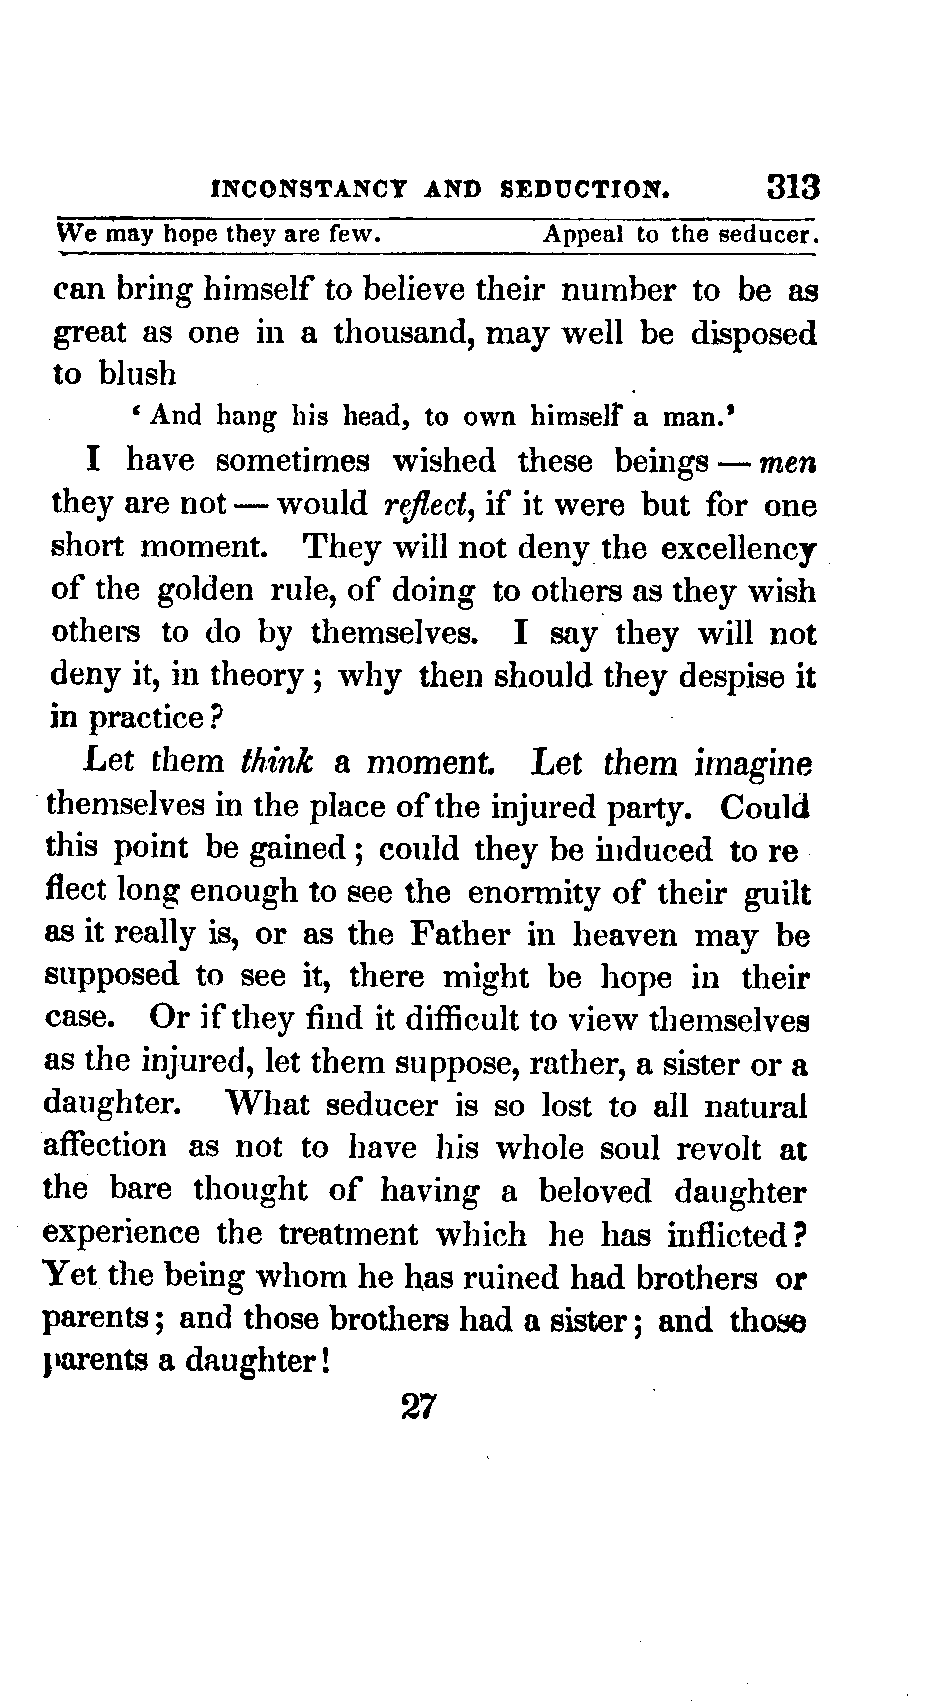 INCONSTANCY AND SEDUCTION. 313
We may hope they are few. Appeal to the seducer.
can bring himself to believe their number to be as
great as one in a thousand, may well be disposed
to blush
‘ And hang his head, to own himself a man.’
I have sometimes wished these beings — men
they are not — would reflect, if it were but for one
short moment. They will not deny the excellency
of the golden rule, of doing to others as they wish
others to do by themselves. I say they will not
deny it, in theory ; why then should they despise it
in practice ?
Let them think a moment. Let them imagine
themselves in the place of the injured party. Could
this point be gained ; could they be induced to re
flect long enough to see the enormity of their guilt
as it really is, or as the Father in heaven may be
supposed to see it, there might be hope in their
case. Or if they find it difficult to view themselves
as the injured, let them suppose, rather, a sister or a
daughter. What seducer is so lost to all natural
affection as not to have his whole soul revolt at
the bare thought of having a beloved daughter
experience the treatment which he has inflicted ?
Yet the being whom he has ruined had brothers or
parents ; and those brothers had a sister ; and those
parents a daughter !
27